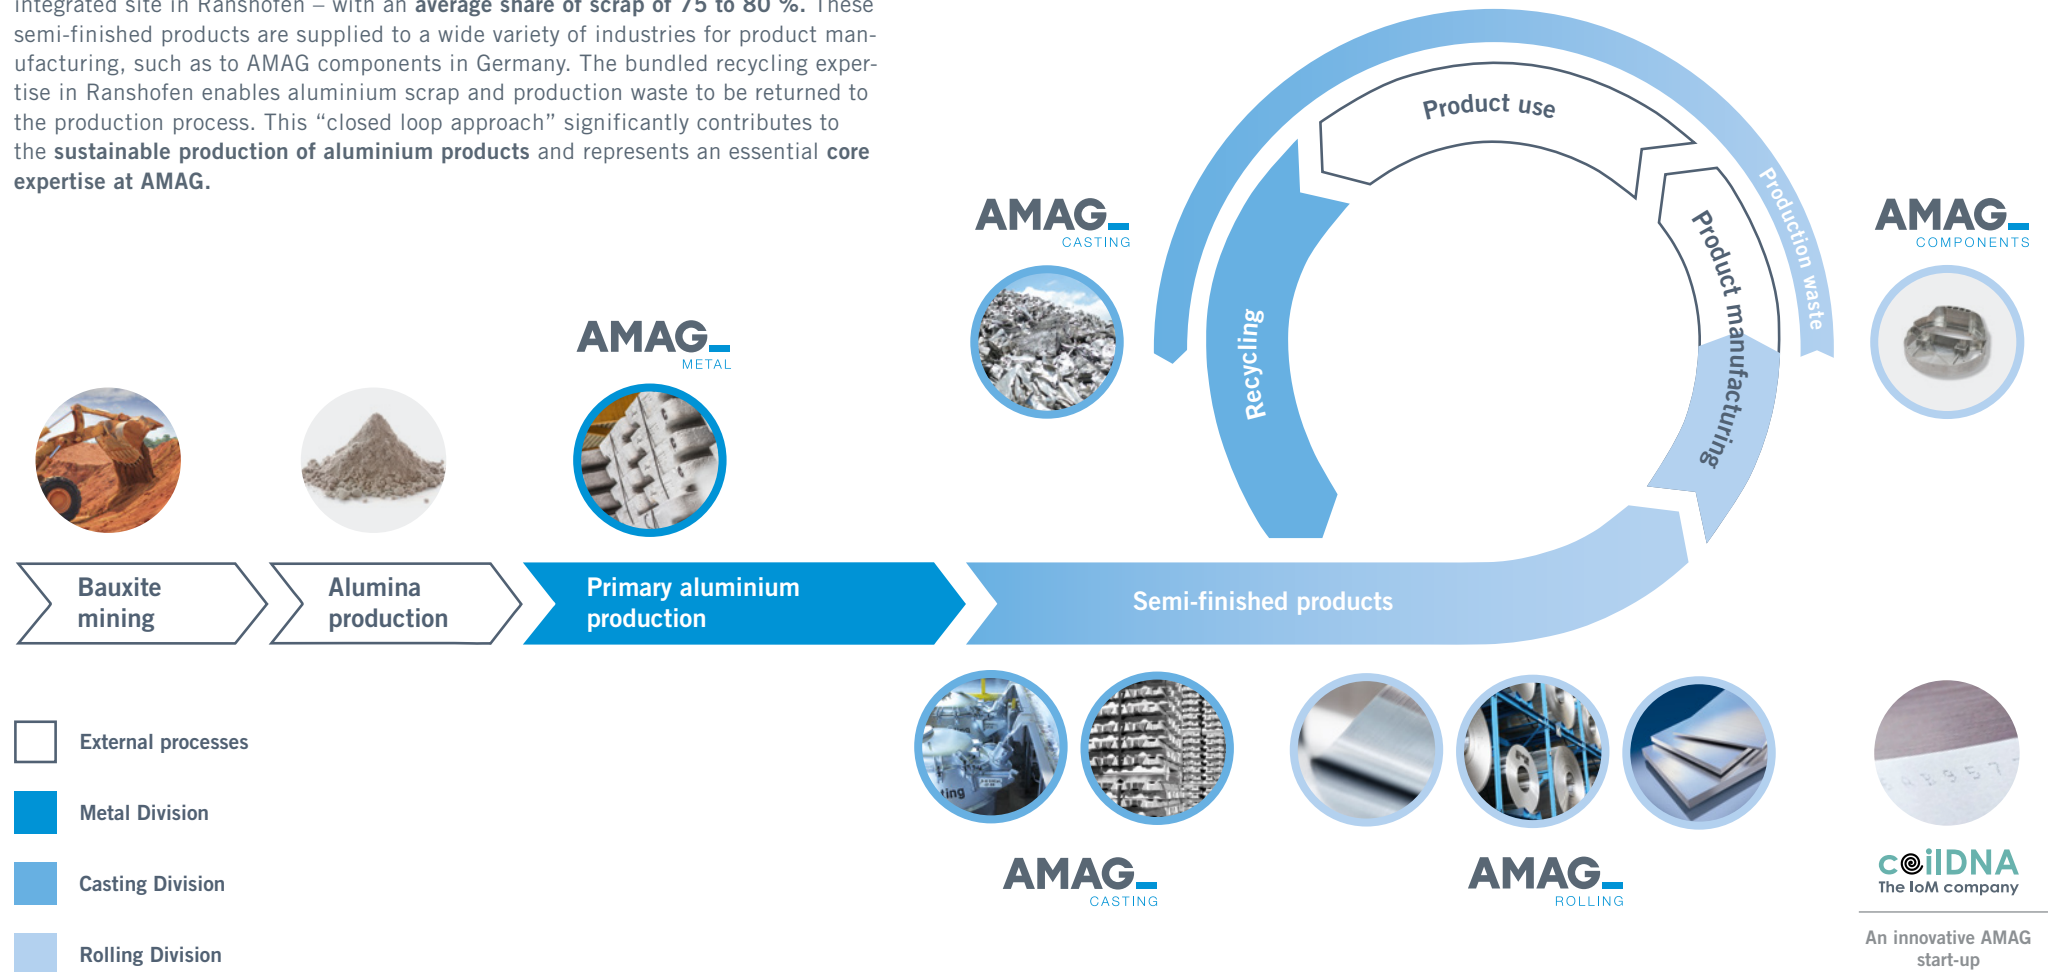 integrated site in Ranshofen – with an average share of scrap of 75 to 80 %. These
semi-finished products are supplied to a wide variety of industries for product man-
ufacturing, such as to AMAG components in Germany. The bundled recycling exper-
tise in Ranshofen enables aluminium scrap and production waste to be returned to
the production process. This “closed loop approach” significantly contributes to
the sustainable production of aluminium products and represents an essential core
expertise at AMAG.
Product use
Production waste
Product manufacturing
Recycling
AMAG_
CASTING
AMAG_
COMPONENTS
AMAG_
METAL
Bauxite
mining
Alumina
production
Primary aluminium
production
Semi-finished products
External processes
Metal Division
Casting Division
Rolling Division
ting
AMAG_
CASTING
AMAG_
ROLLING
coilDNA
The IoM company
An innovative AMAG
start-up